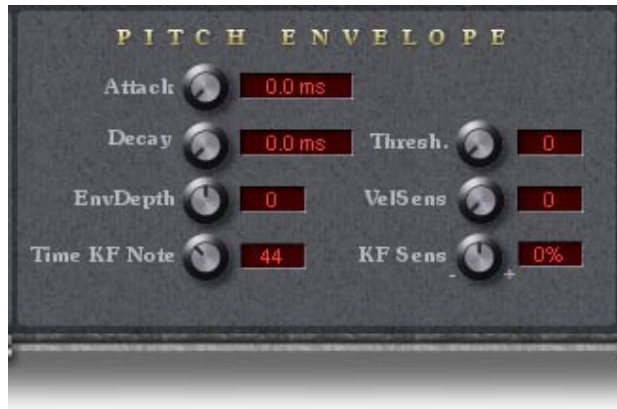 PITCH ENVELOPE
Attack 0.0 ms
Decay 0.0 ms Thresh. 0
EnvDepth 0 VelSens 0
Time KF Note 44 KF Sens - + 0%